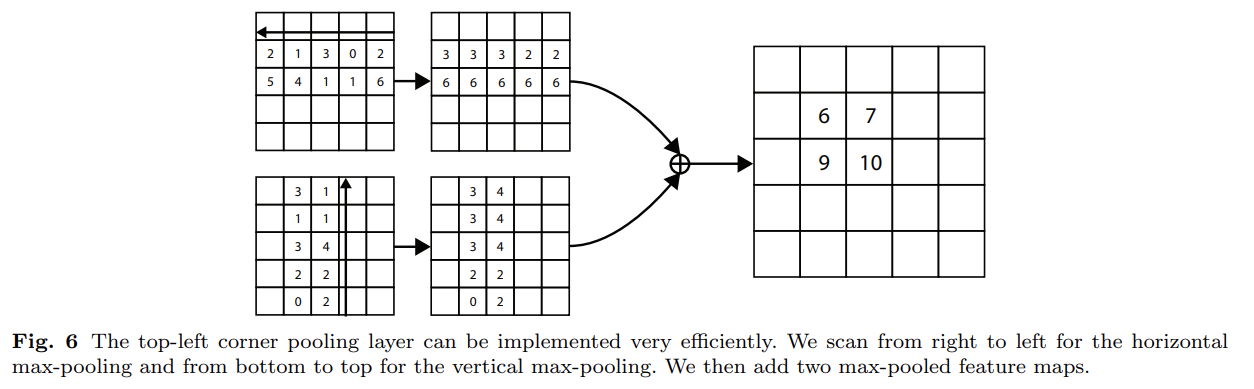 2 1 3 0 2
5 4 1 1 6
3 3 3 2 2
6 6 6 6 6
3 1
1 1
3 4
2 2
0 2
3 4
3 4
3 4
2 2
0 2
6 7
9 10
Fig. 6 The top-left corner pooling layer can be implemented very efficiently. We scan from right to left for the horizontal
max-pooling and from bottom to top for the vertical max-pooling. We then add two max-pooled feature maps.